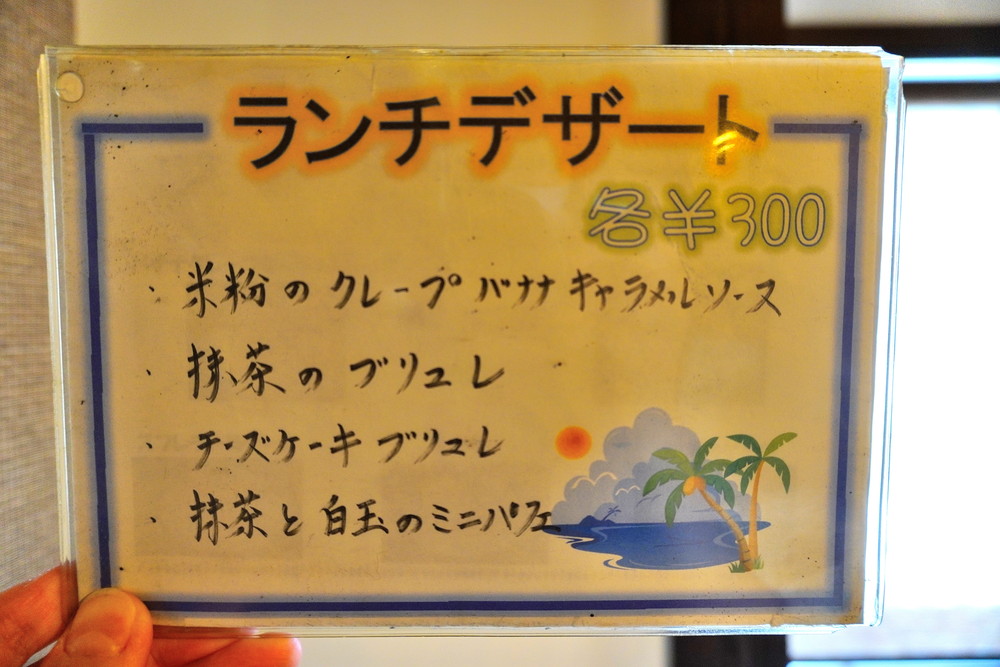 ランチデザート
各￥300
・米粉の クレープ バナナ キャラメルソース
・抹茶の ブリュレ
・チーズケーキ ブリュレ
・抹茶と 白玉のミニパフェ